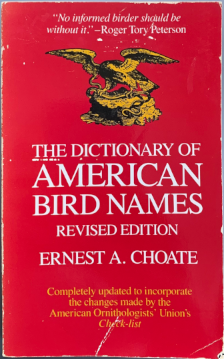 "No informed birder should be
without it." –Roger Tory Peterson
THE DICTIONARY OF
AMERICAN
BIRD NAMES
REVISED EDITION
ERNEST A. CHOATE
Completely updated to incorporate
the changes made by the
American Ornithologists' Union's
Check-list